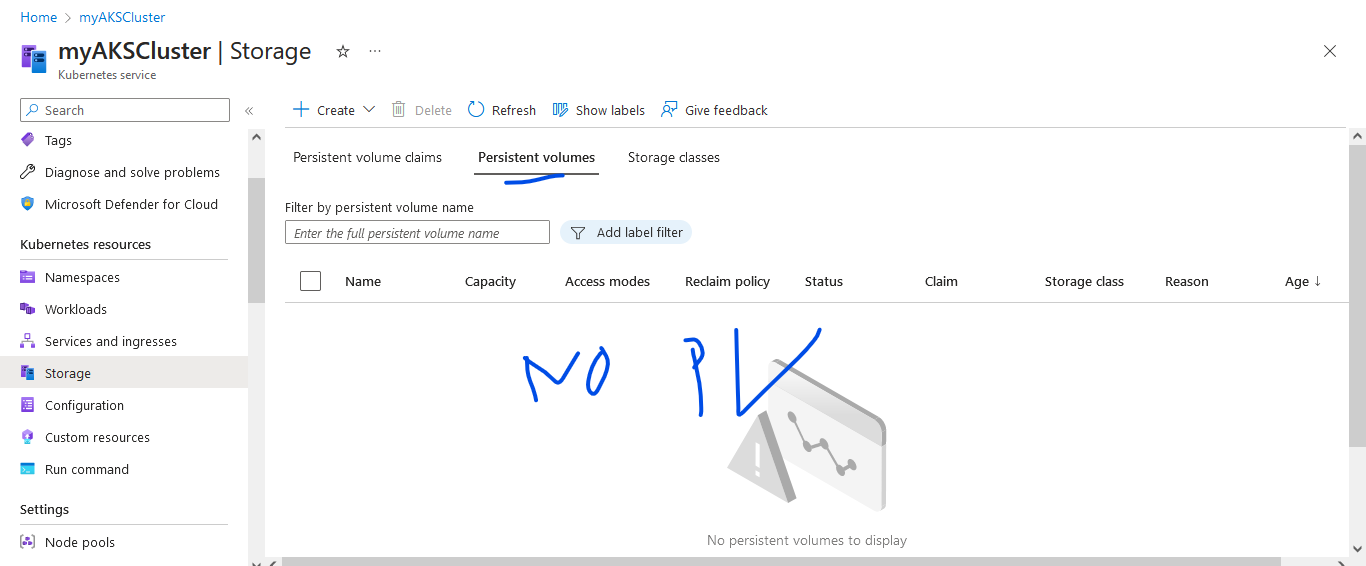 Home > myAKSCluster
myAKSCluster | Storage ☆ ...
Kubernetes service
Search
«
Tags
Diagnose and solve problems
Microsoft Defender for Cloud
Kubernetes resources
Namespaces
Workloads
Services and ingresses
Storage
Configuration
Custom resources
Run command
Settings
Node pools
Create Delete Refresh Show labels Give feedback
Persistent volume claims Persistent volumes Storage classes
Filter by persistent volume name
Enter the full persistent volume name Add label filter
Name Capacity Access modes Reclaim policy Status Claim Storage class Reason Age ↓
NO PV
No persistent volumes to display